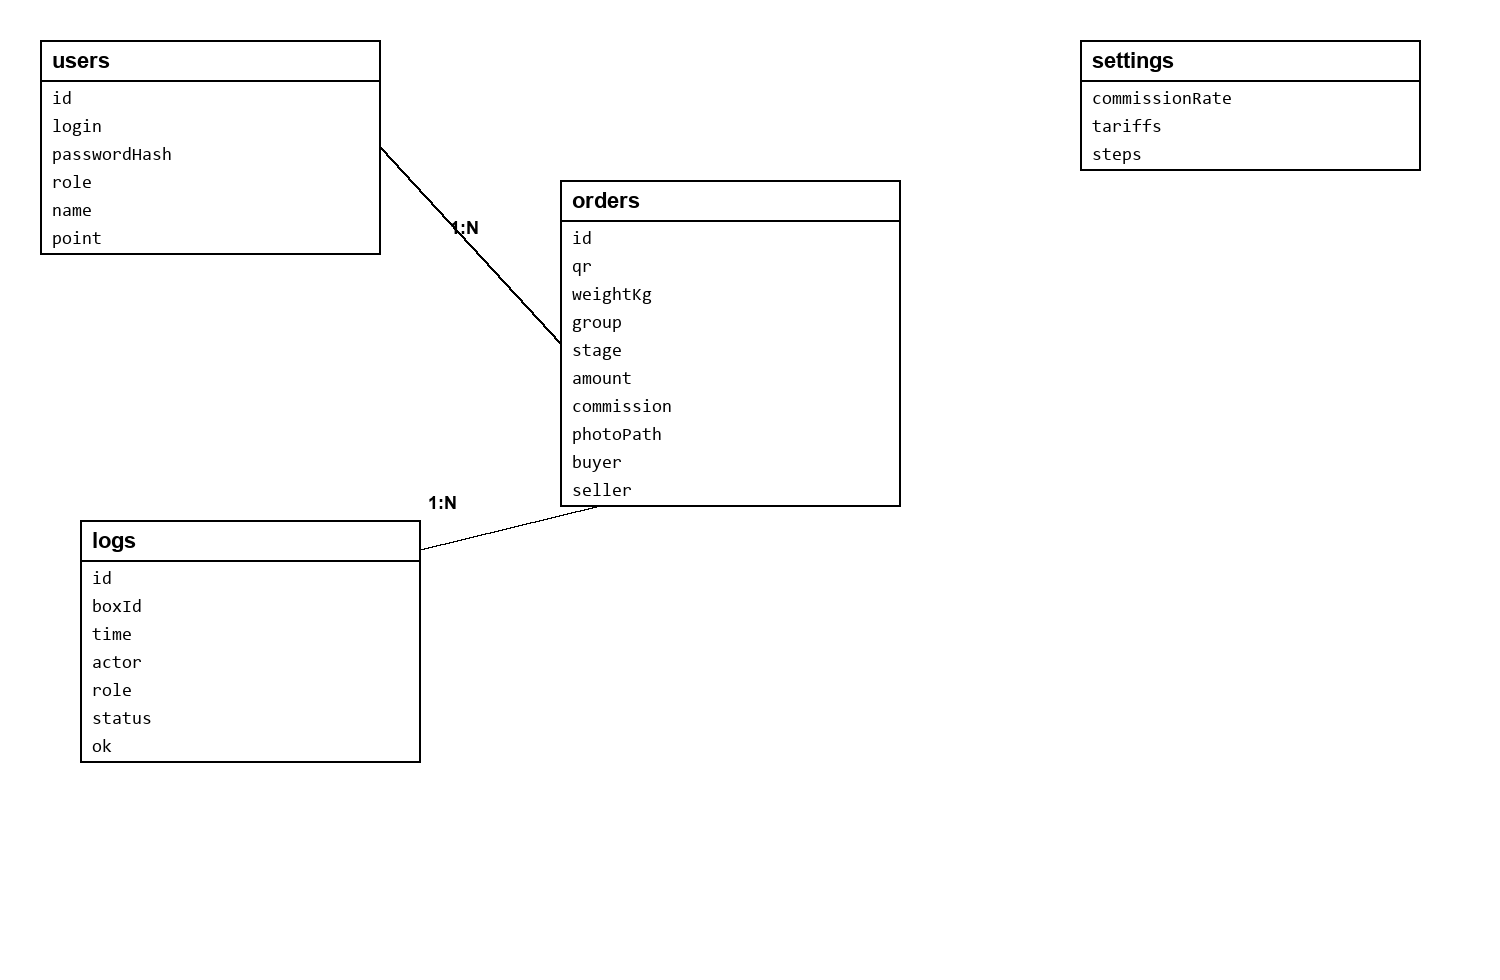 users
id
login
passwordHash
role
name
point
1:N
orders
id
qr
weightKg
group
stage
amount
commission
photoPath
buyer
seller
settings
commissionRate
tariffs
steps
1:N
logs
id
boxId
time
actor
role
status
ok